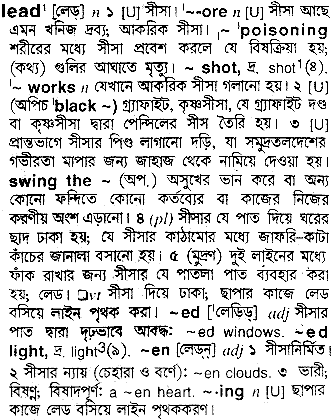 lead¹ [লেড্] n ১ [U] সীসা। ˈ~-ore n [U] সীসা আছে
এমন খনিজ দ্রব্য; আকরিক সীসা। ~ ˈpoisoning
শরীরের মধ্যে সীসা প্রবেশ করলে যে বিষক্রিয়া হয়;
(কথ্য) গুলির আঘাতে মৃত্যু। ~ shot, দ্র. shot¹(৪).
ˈ~ works n যেখানে আকরিক সীসা গলানো হয়। ২ [U]
(অপিচ ˈblack ~) গ্র্যাফাইট, কৃষ্ণসীসা, যে গ্র্যাফাইট দণ্ড
বা কৃষ্ণসীসা দ্বারা পেন্সিলের সীস তৈরি হয়। ৩ [U]
প্রান্তভাগে সীসার পিণ্ড লাগানো দড়ি, যা সমুদ্রতলদেশের
গভীরতা মাপার জন্য জাহাজ থেকে নামিয়ে দেওয়া হয়।
swing the ~ (অপ.) অসুখের ভান করে বা অন্য
কোনো ফন্দিতে কোনো কর্তব্যের বা কাজের নিজের
করণীয় অংশ এড়ানো। ৪ (pl) সীসার যে পাত দিয়ে ঘরের
ছাদ ঢাকা হয়; যে সীসার কাঠামোর মধ্যে জাফরি-কাটা
কাঁচের জানালা বসানো হয়। ৫ (মুদ্রণ) দুই লাইনের মধ্যে
ফাঁক রাখার জন্য সীসার যে পাতলা পাত ব্যবহার করা
হয়; লেড। □vt সীসা দিয়ে ঢাকা; ছাপার কাজে লেড
বসিয়ে লাইন পৃথক করা। ~ed [ˈলেডিড্] adj সীসার
পাত দ্বারা দৃঢ়ভাবে আবদ্ধ: ~ed windows. ~ed
light, দ্র. light³(৯). ~en [লেড্‌ন্] adj ১ সীসানির্মিত।
২ সীসার ন্যায় (চেহারা ও বর্ণে): ~en clouds. ৩ ভারী;
বিষণ্ন; বিষাদপূর্ণ: a ~en heart. ~·ing n [U] ছাপার
কাজে লেড বসিয়ে লাইন পৃথককরণ।